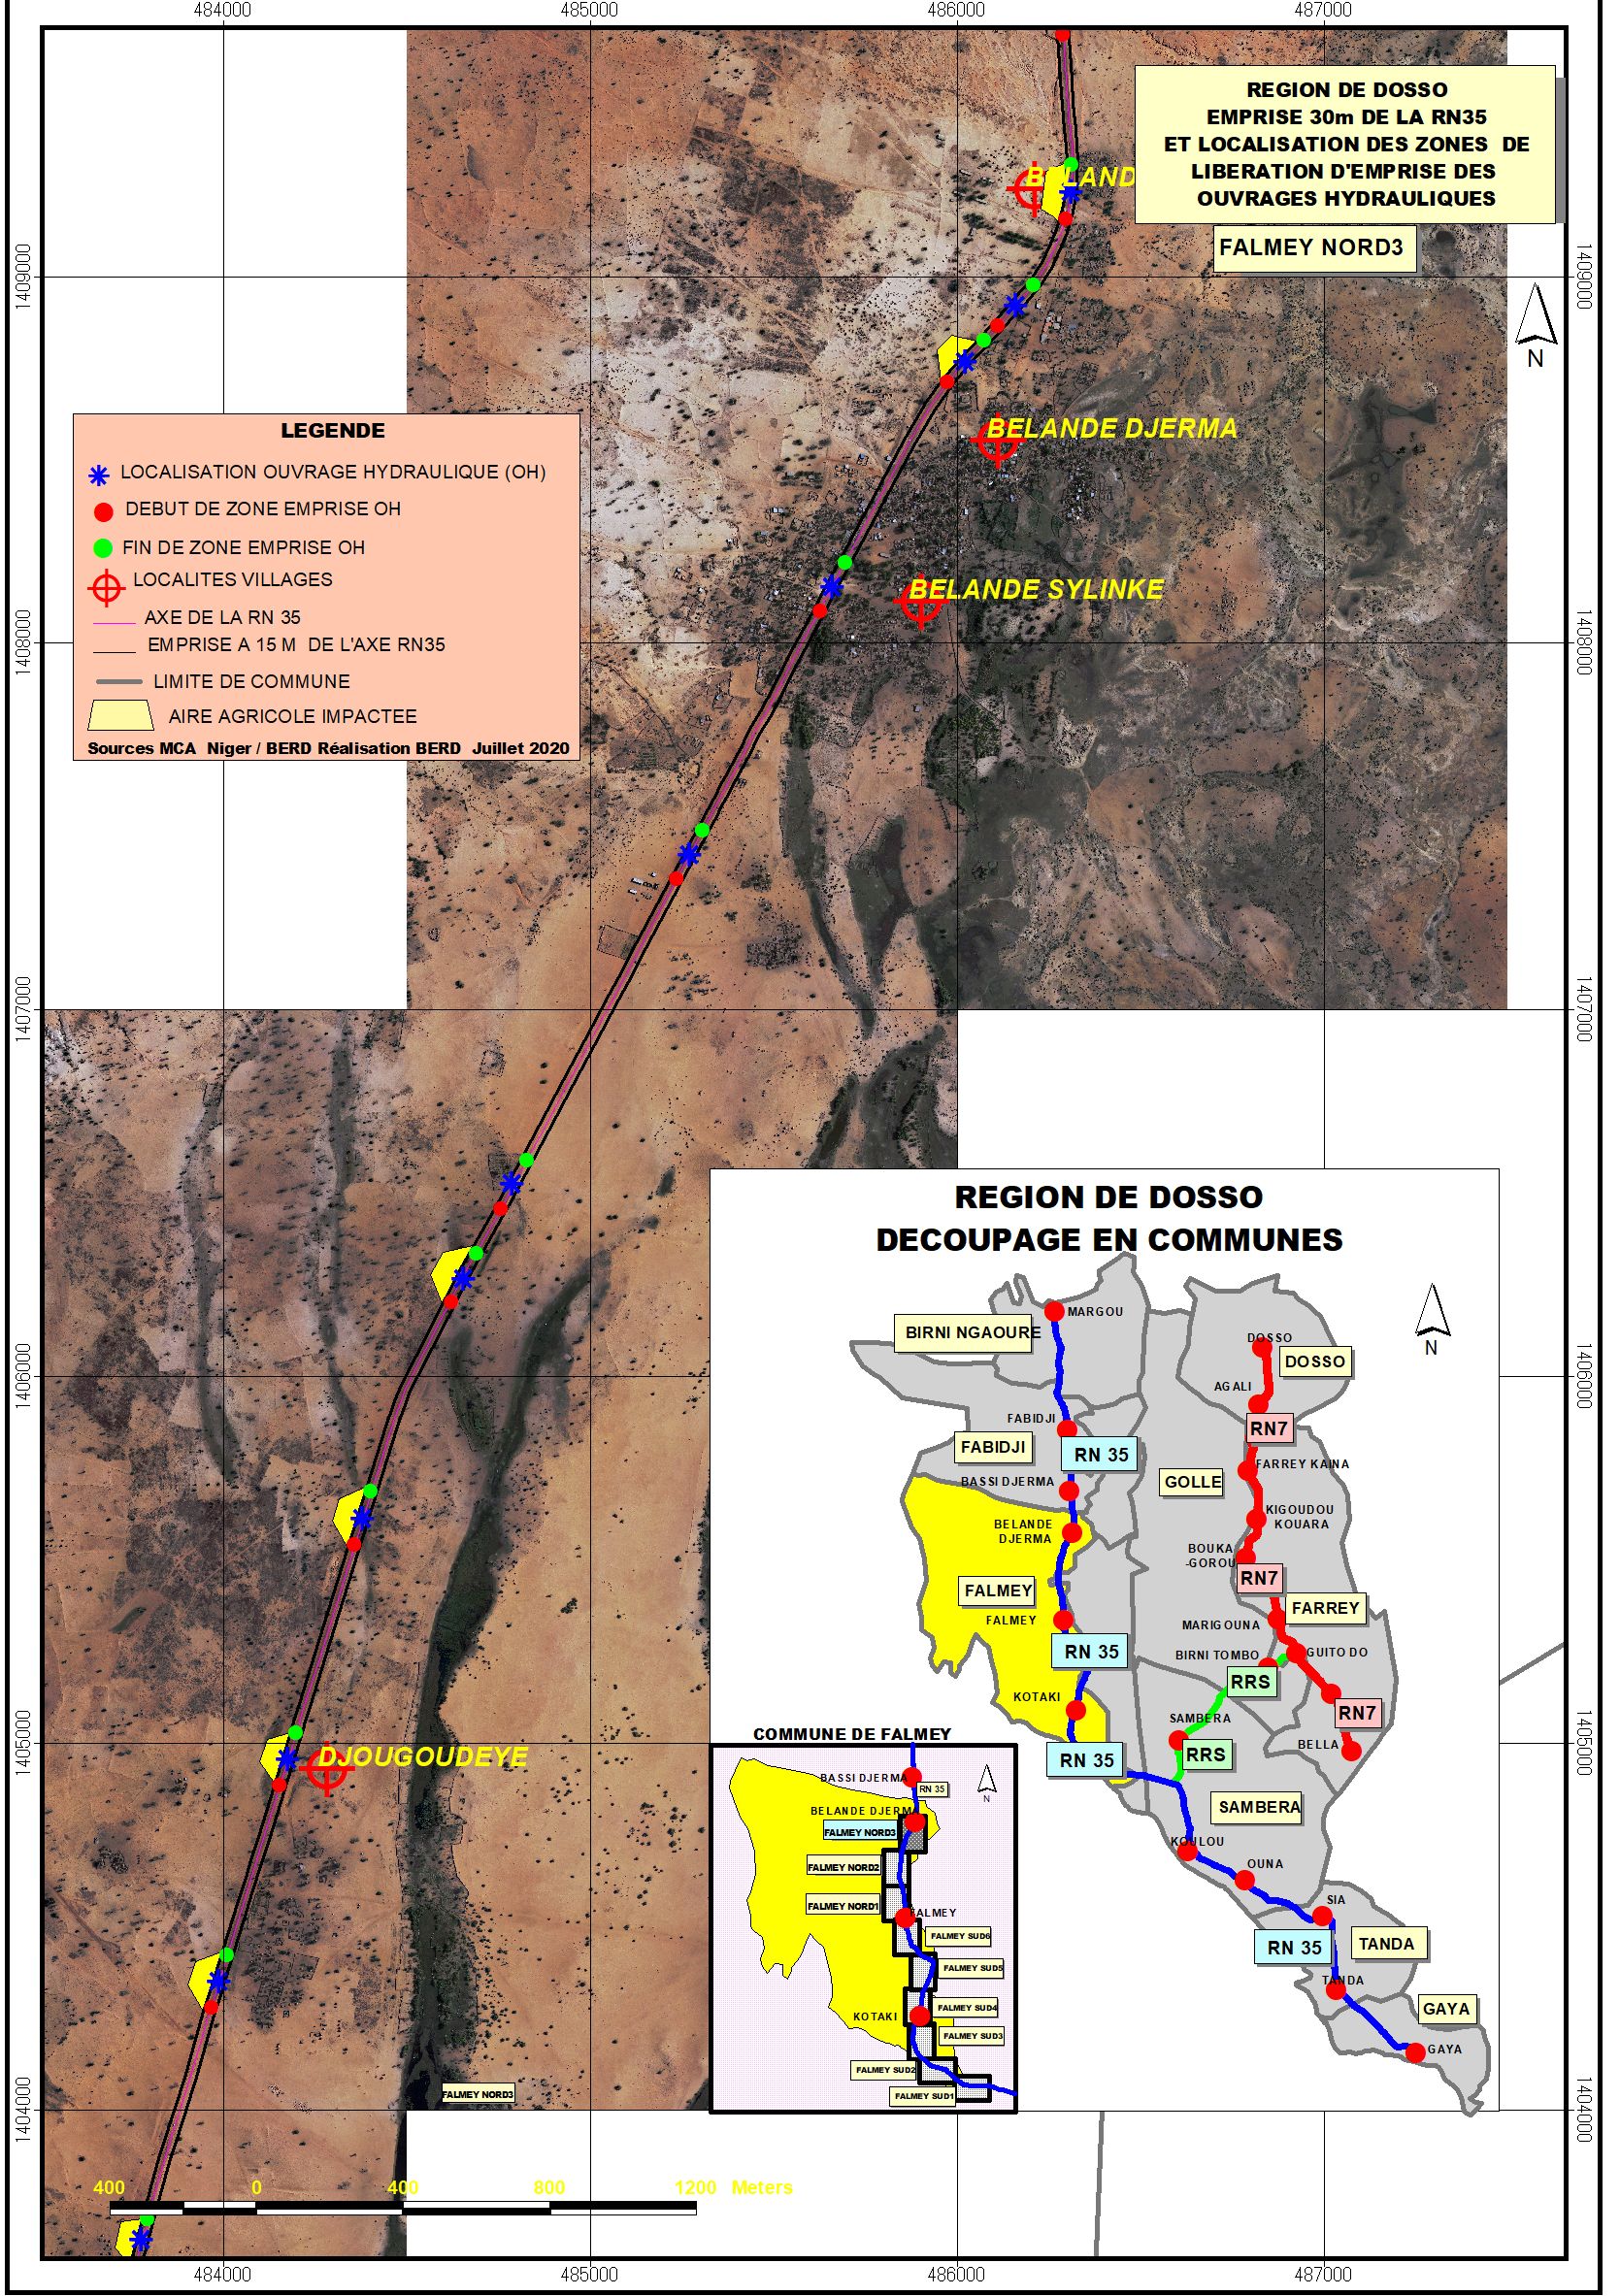 484000
485000
486000
487000
REGION DE DOSSO
EMPRISE 30m DE LA RN35
ET LOCALISATION DES ZONES DE
LIBERATION D'EMPRISE DES
OUVRAGES HYDRAULIQUES
FALMEY NORD3
BELAND
1409000
1409000
N
BELANDE DJERMA
LEGENDE
LOCALISATION OUVRAGE HYDRAULIQUE (OH)
DEBUT DE ZONE EMPRISE OH
FIN DE ZONE EMPRISE OH
LOCALITES VILLAGES
AXE DE LA RN 35
EMPRISE A 15 M DE L'AXE RN35
LIMITE DE COMMUNE
AIRE AGRICOLE IMPACTEE
Sources MCA Niger / BERD Réalisation BERD Juillet 2020
BELANDE SYLINKE
1408000
1408000
1407000
1407000
REGION DE DOSSO
DECOUPAGE EN COMMUNES
MARGOU
BIRNI NGAOURE
N
DOSSO
DOSSO
AGALI
FABIDJI
RN7
FABIDJI
RN 35
FARREY KAINA
BASSI DJERMA
GOLLE
KIGOUDOU
KOUARA
BELANDE
DJERMA
BOUKA
-GOROU
RN7
FALMEY
FARREY
FALMEY
MARIGOUNA
RN 35
BIRNI TOMBO
GUITO DO
RRS
KOTAKI
RN7
SAMBERA
BELLA
RN 35
RRS
SAMBERA
KOULOU
OUNA
SIA
RN 35
TANDA
TANDA
GAYA
GAYA
1406000
1406000
1405000
1405000
DJOUGOUDEYE
COMMUNE DE FALMEY
BASSI DJERMA
RN 35
N
BELANDE DJERMA
FALMEY NORD3
FALMEY NORD2
FALMEY NORD1
FALMEY
FALMEY SUD6
FALMEY SUD5
FALMEY SUD4
KOTAKI
FALMEY SUD3
FALMEY SUD2
FALMEY SUD1
FALMEY NORD3
1404000
1404000
400 0 400 800 1200 Meters
484000
485000
486000
487000